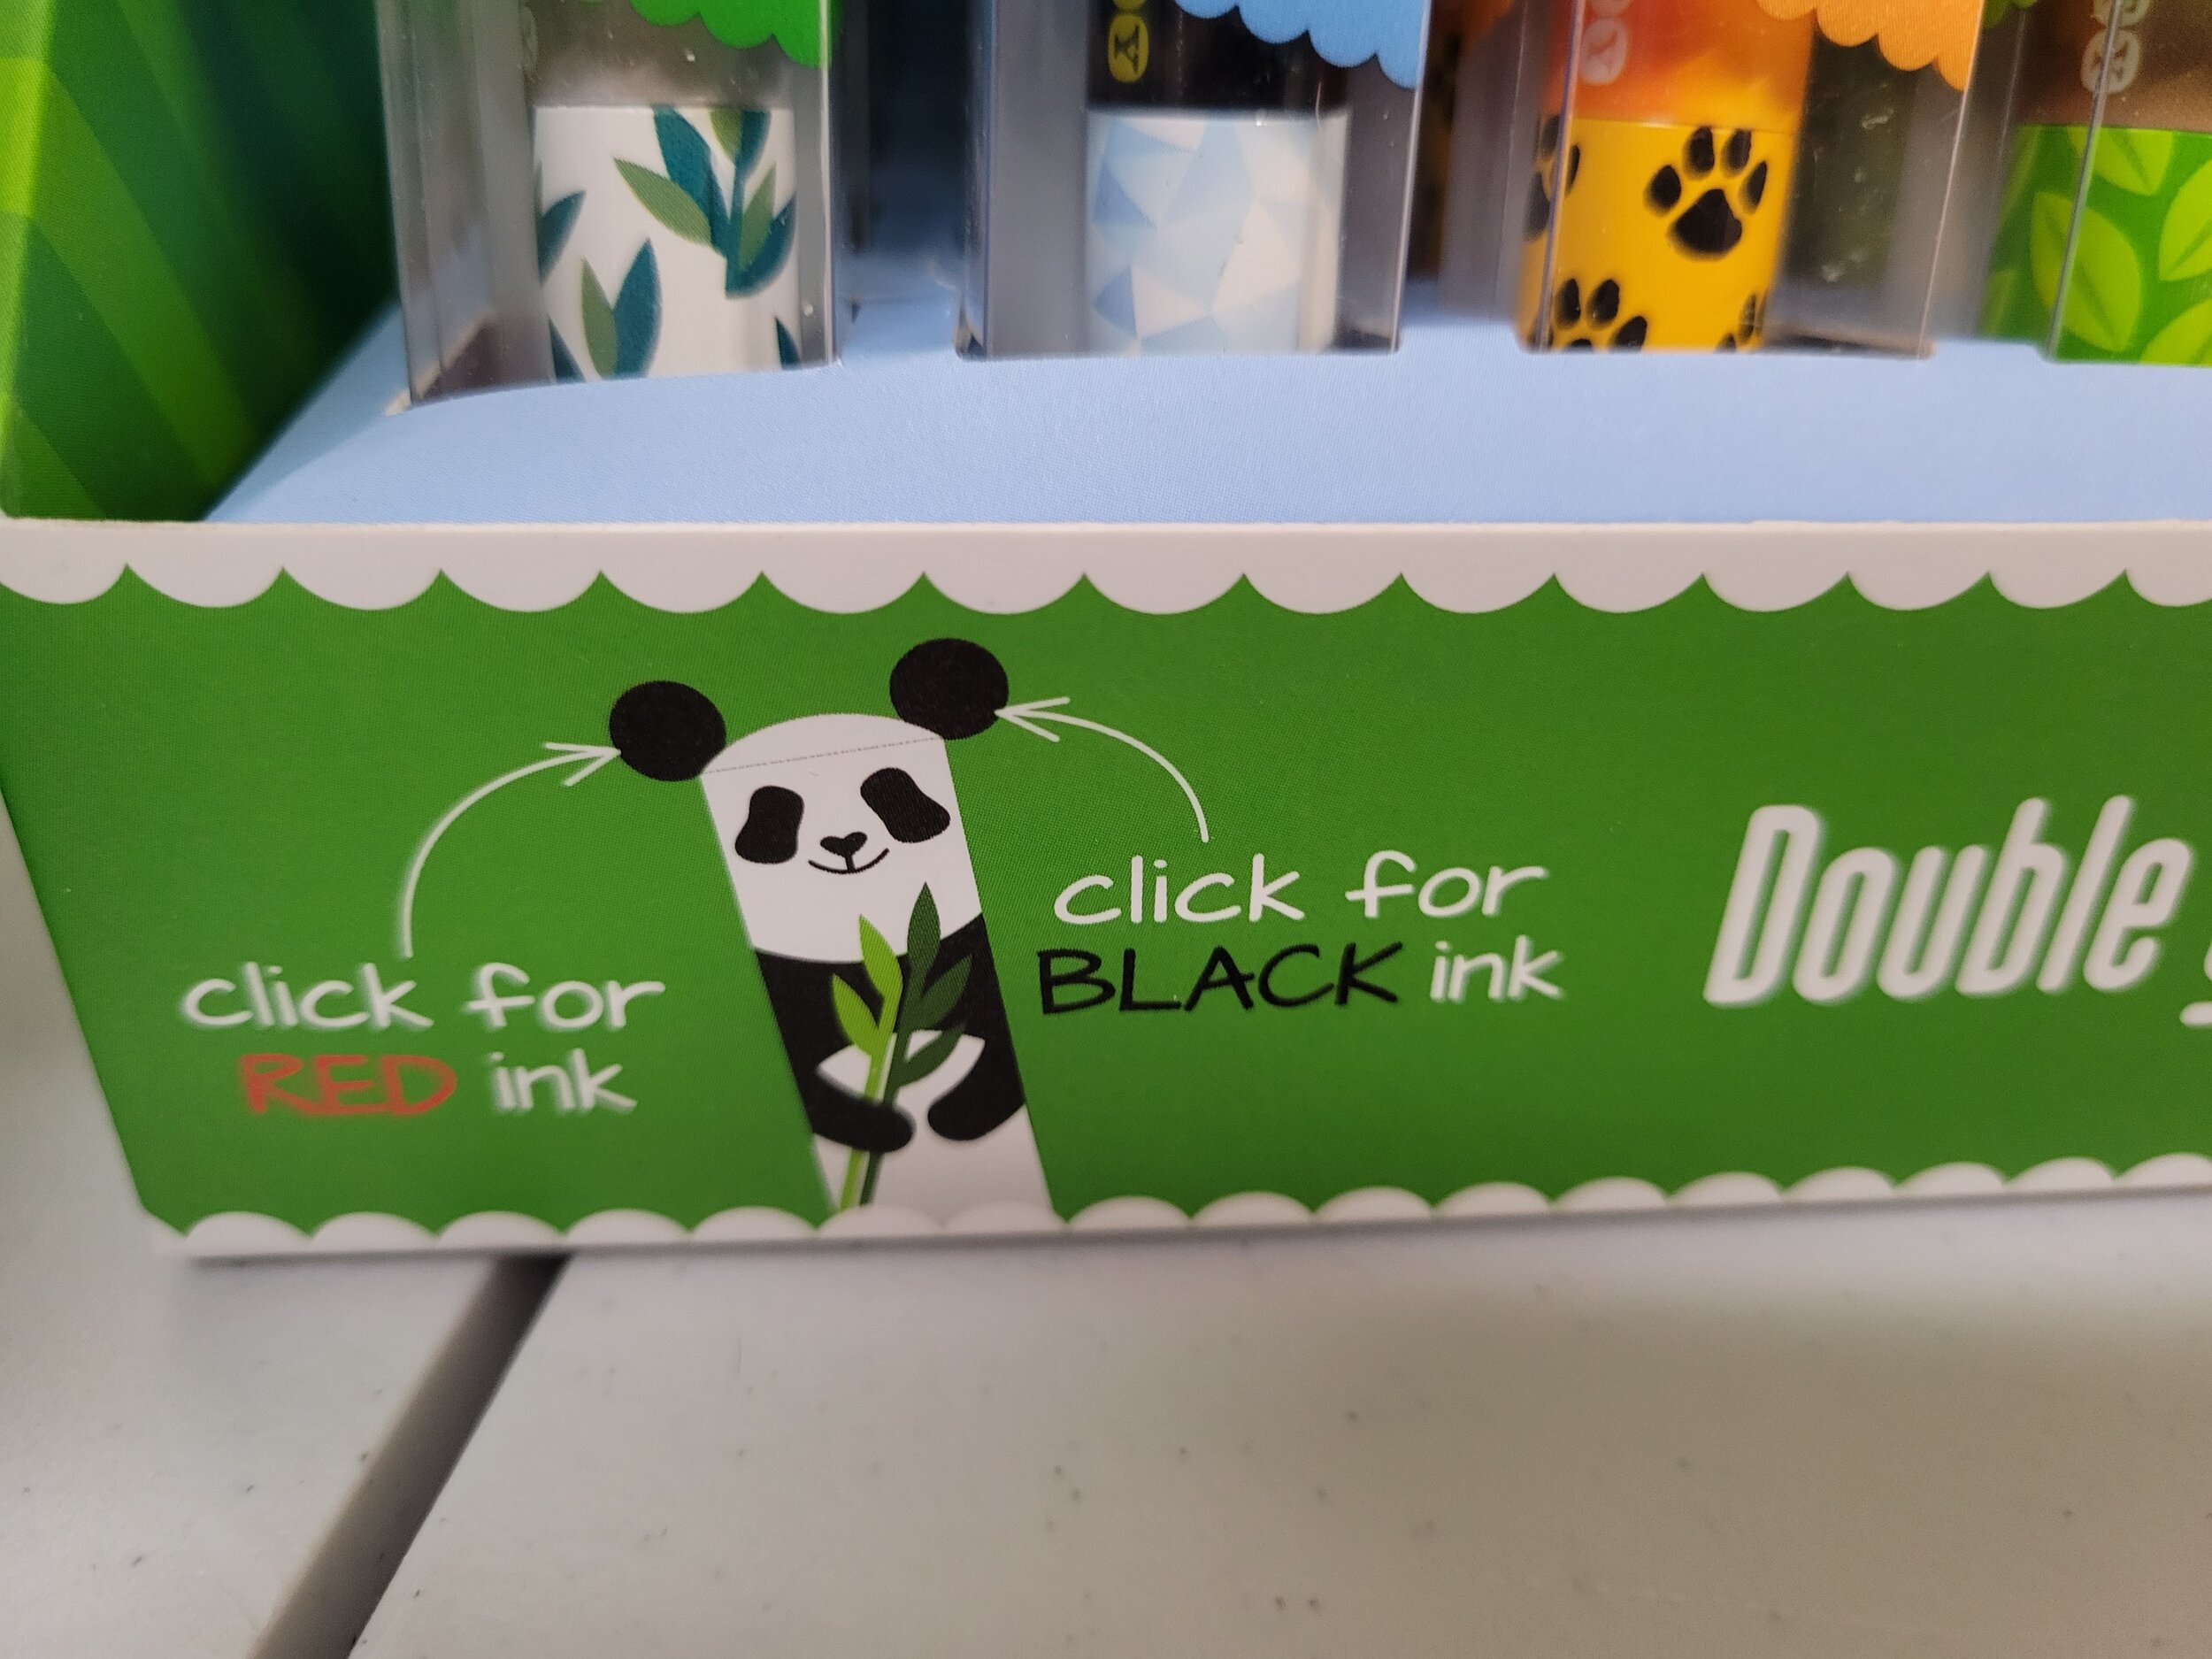 click for
RED ink
click for
BLACK ink
Double